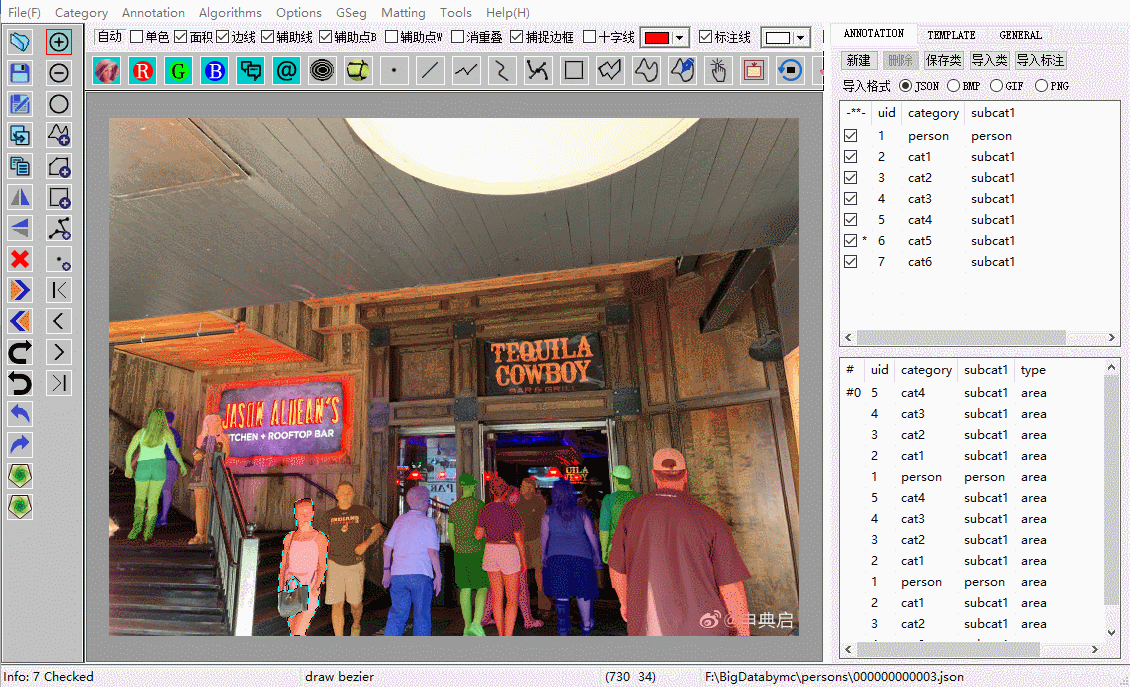 File(F) Category Annotation Algorithms Options GSeg Matting Tools Help(H)
自动 单色 面积 边线 辅助线 辅助点B 辅助点W 消重叠 捕捉边框 十字线 标注线
R G B @
ANNOTATION TEMPLATE GENERAL
新建 删除 保存类 导入类 导入标注
导入格式 JSON BMP GIF PNG
-**- uid category subcat1
1 person person
2 cat1 subcat1
3 cat2 subcat1
4 cat3 subcat1
5 cat4 subcat1
* 6 cat5 subcat1
7 cat6 subcat1
# uid category subcat1 type
#0 5 cat4 subcat1 area
4 cat3 subcat1 area
3 cat2 subcat1 area
2 cat1 subcat1 area
1 person person area
5 cat4 subcat1 area
4 cat3 subcat1 area
3 cat2 subcat1 area
2 cat1 subcat1 area
1 person person area
2 cat1 subcat1 area
3 cat2 subcat1 area
TEQUILA
COWBOY
BAR & GRILL
JASON ALDEAN'S
KITCHEN + ROOFTOP BAR
INDIANS
@申典启
Info: 7 Checked
draw bezier
(730 34)
F:\BigDatabymc\persons\000000000003.json